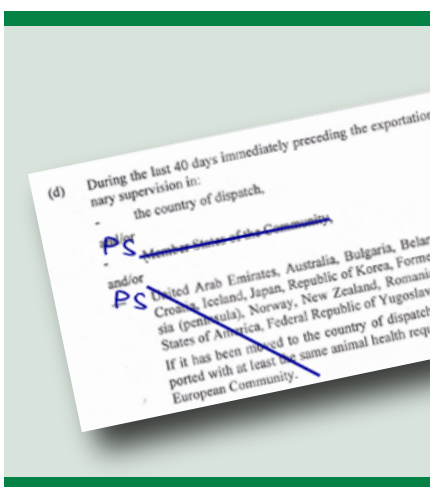 (d) During the last 40 days immediately preceding the exportation
nary supervision in:
- the country of dispatch,
and/or
PS Member States of the Community,
-
and/or
PS United Arab Emirates, Australia, Bulgaria, Belar
Croatia, Iceland, Japan, Republic of Korea, Forme
sia (peninsula), Norway, New Zealand, Romani
States of America, Federal Republic of Yugoslav
If it has been moved to the country of dispatch
ported with at least the same animal health requ
European Community.